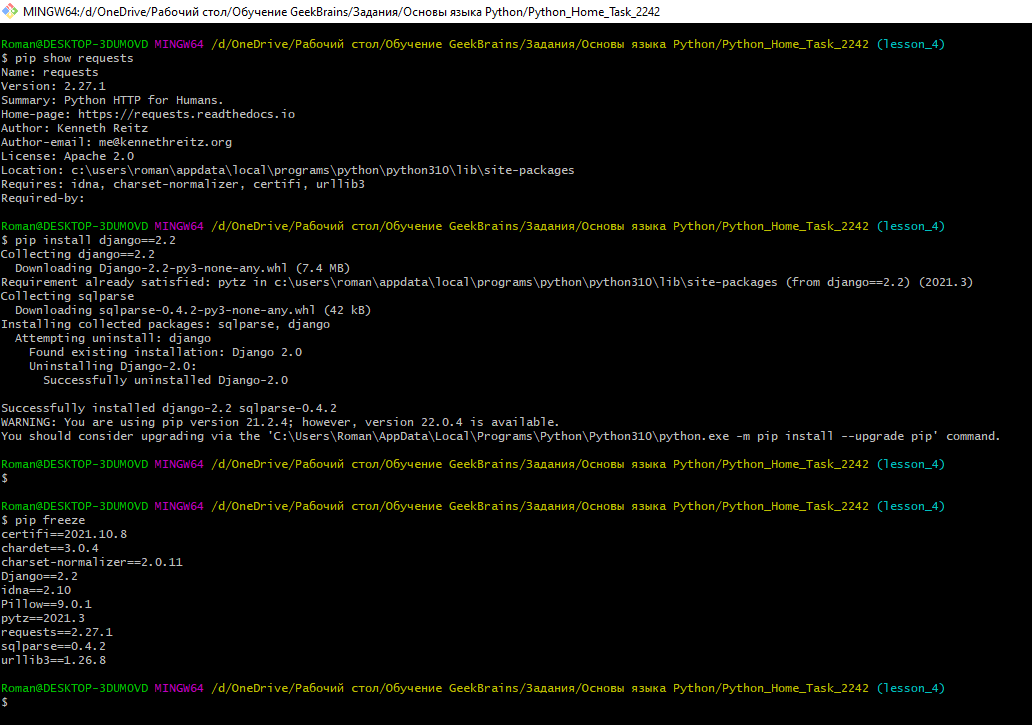 MINGW64:/d/OneDrive/Рабочий стол/Обучение GeekBrains/Задания/Основы языка Python/Python_Home_Task_2242
Roman@DESKTOP-3DUMOVD MINGW64 /d/OneDrive/Рабочий стол/Обучение GeekBrains/Задания/Основы языка Python/Python_Home_Task_2242 (lesson_4)
$ pip show requests
Name: requests
Version: 2.27.1
Summary: Python HTTP for Humans.
Home-page: https://requests.readthedocs.io
Author: Kenneth Reitz
Author-email: me@kennethreitz.org
License: Apache 2.0
Location: c:\users\roman\appdata\local\programs\python\python310\lib\site-packages
Requires: idna, charset-normalizer, certifi, urllib3
Required-by:
Roman@DESKTOP-3DUMOVD MINGW64 /d/OneDrive/Рабочий стол/Обучение GeekBrains/Задания/Основы языка Python/Python_Home_Task_2242 (lesson_4)
$ pip install django==2.2
Collecting django==2.2
  Downloading Django-2.2-py3-none-any.whl (7.4 MB)
Requirement already satisfied: pytz in c:\users\roman\appdata\local\programs\python\python310\lib\site-packages (from django==2.2) (2021.3)
Collecting sqlparse
  Downloading sqlparse-0.4.2-py3-none-any.whl (42 kB)
Installing collected packages: sqlparse, django
  Attempting uninstall: django
    Found existing installation: Django 2.0
    Uninstalling Django-2.0:
      Successfully uninstalled Django-2.0
Successfully installed django-2.2 sqlparse-0.4.2
WARNING: You are using pip version 21.2.4; however, version 22.0.4 is available.
You should consider upgrading via the 'C:\Users\Roman\AppData\Local\Programs\Python\Python310\python.exe -m pip install --upgrade pip' command.
Roman@DESKTOP-3DUMOVD MINGW64 /d/OneDrive/Рабочий стол/Обучение GeekBrains/Задания/Основы языка Python/Python_Home_Task_2242 (lesson_4)
$
Roman@DESKTOP-3DUMOVD MINGW64 /d/OneDrive/Рабочий стол/Обучение GeekBrains/Задания/Основы языка Python/Python_Home_Task_2242 (lesson_4)
$ pip freeze
certifi==2021.10.8
chardet==3.0.4
charset-normalizer==2.0.11
Django==2.2
idna==2.10
Pillow==9.0.1
pytz==2021.3
requests==2.27.1
sqlparse==0.4.2
urllib3==1.26.8
Roman@DESKTOP-3DUMOVD MINGW64 /d/OneDrive/Рабочий стол/Обучение GeekBrains/Задания/Основы языка Python/Python_Home_Task_2242 (lesson_4)
$